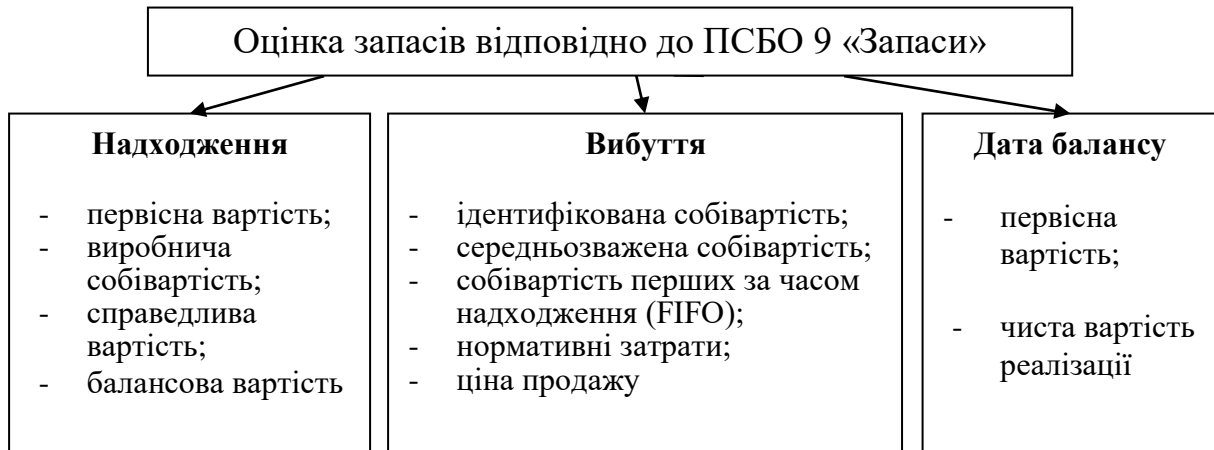 Оцінка запасів відповідно до ПСБО 9 «Запаси»
Надходження
- первісна вартість;
- виробнича
собівартість;
- справедлива
вартість;
- балансова вартість
Вибуття
- ідентифікована собівартість;
- середньозважена собівартість;
- собівартість перших за часом
надходження (FIFO);
- нормативні затрати;
- ціна продажу
Дата балансу
- первісна
вартість;
- чиста вартість
реалізації